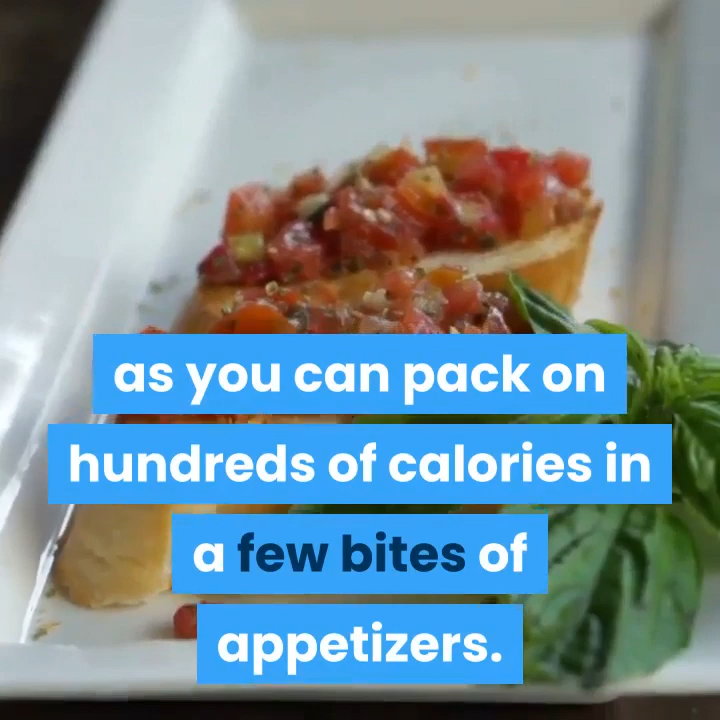 as you can pack on
hundreds of calories in
a few bites of
appetizers.